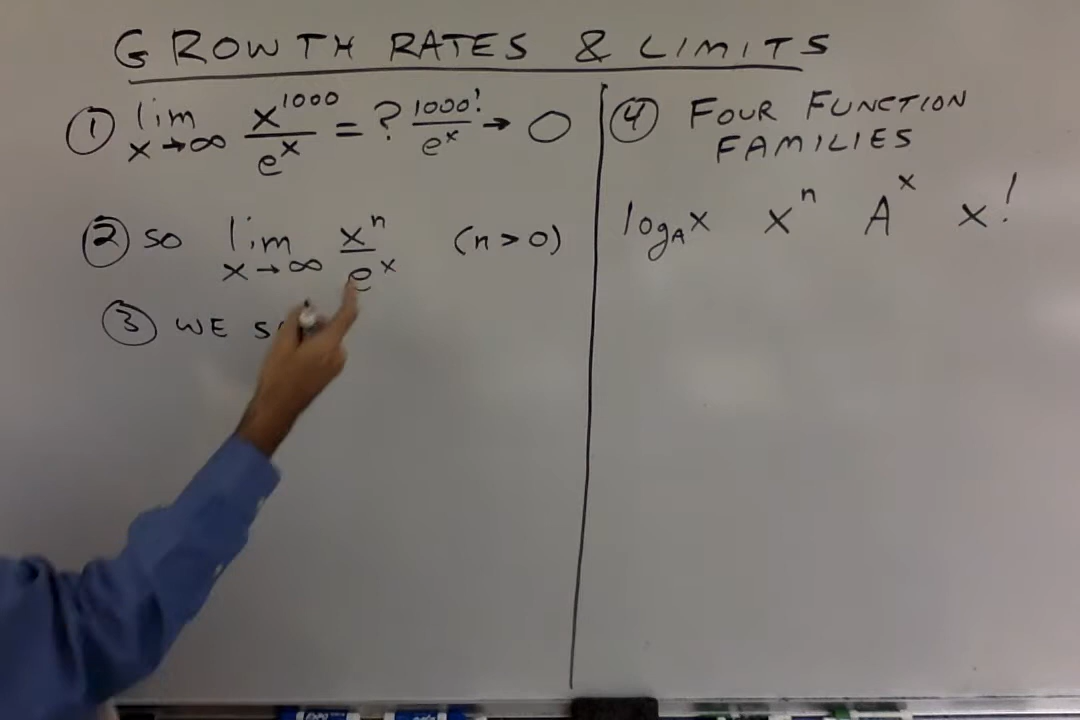 GROWTH RATES & LIMITS
① lim x→∞ x^1000/e^x = ? 1000!/e^x → 0
② SO lim x→∞ x^n/e^x (n>0)
③ WE
④ FOUR FUNCTION
FAMILIES
log_A x x^n A^x x!